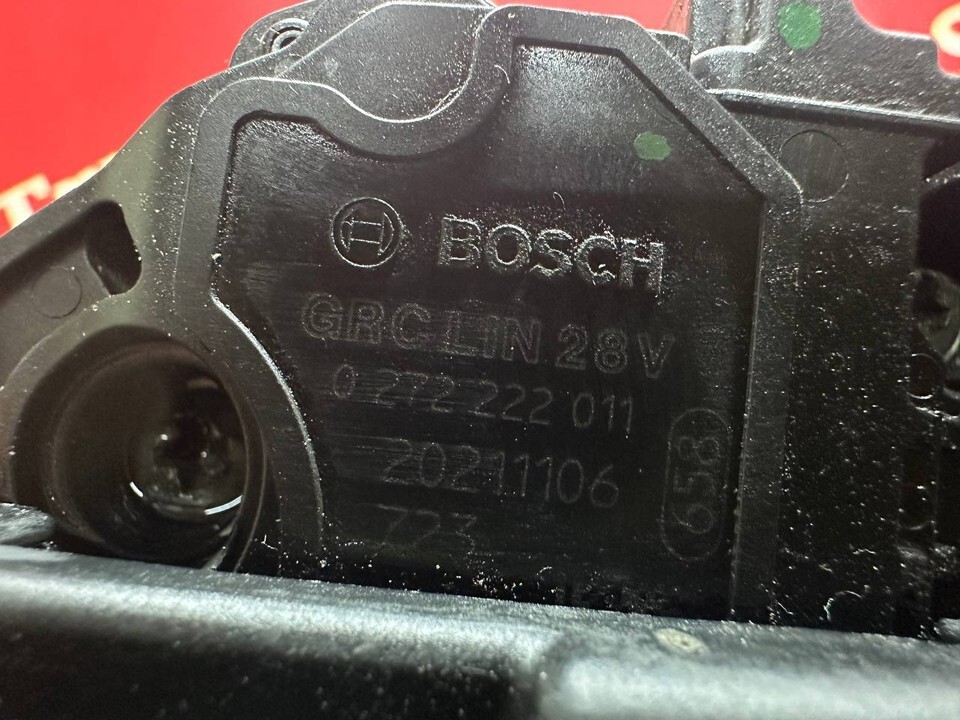 BOSCH
GRC LIN 28V
0 272 222 011
20211106
723
658